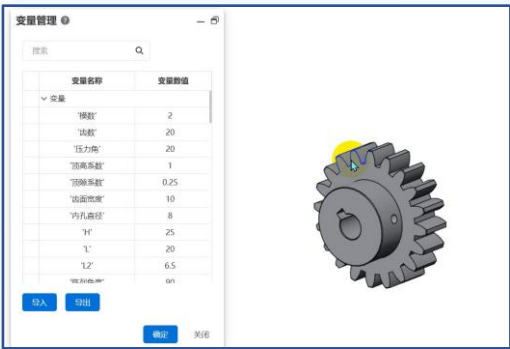 变量管理
搜索
变量名称 变量数值
变量
'模数' 2
'齿数' 20
'压力角' 20
'顶高系数' 1
'顶隙系数' 0.25
'齿面宽度' 10
'内孔直径' 8
'H' 25
'L' 20
'L2' 6.5
90
导入 导出
确定 关闭